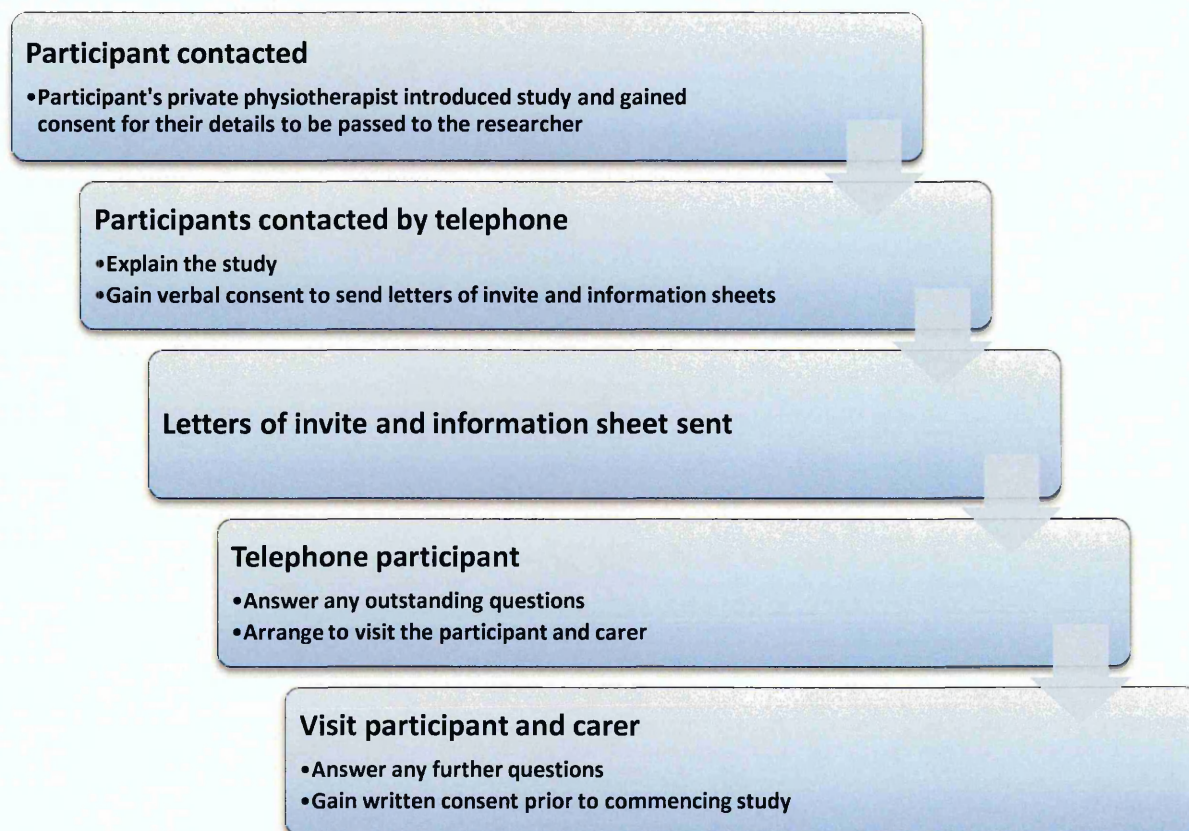 Participant contacted
•Participant's private physiotherapist introduced study and gained
consent for their details to be passed to the researcher
Participants contacted by telephone
•Explain the study
•Gain verbal consent to send letters of invite and information sheets
Letters of invite and information sheet sent
Telephone participant
•Answer any outstanding questions
•Arrange to visit the participant and carer
Visit participant and carer
•Answer any further questions
•Gain written consent prior to commencing study